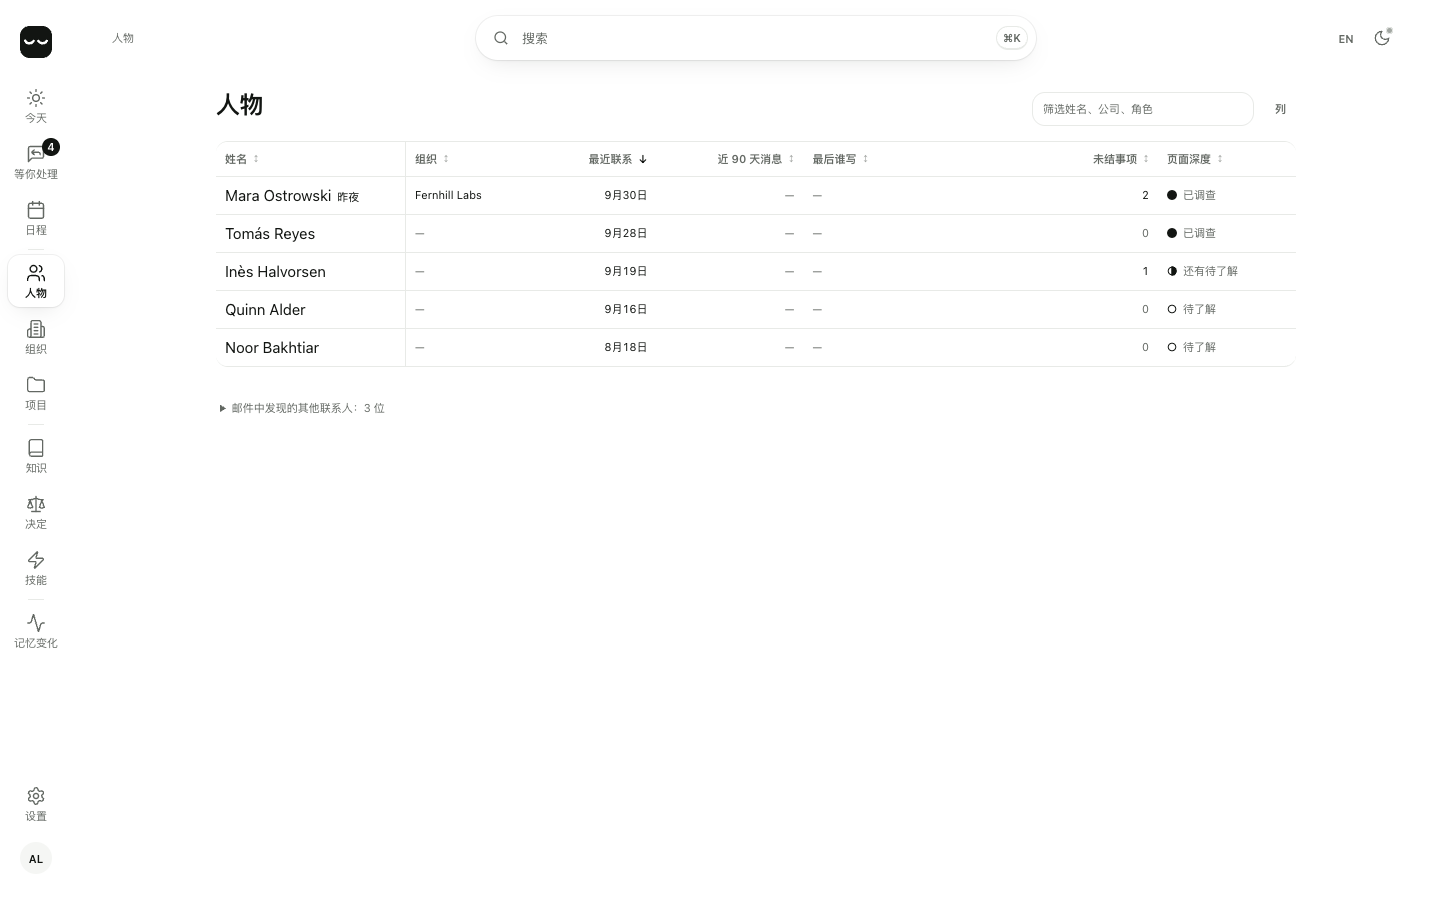 人物
搜索
⌘K
EN
今天
4
等你处理
日程
人物
组织
项目
知识
决定
技能
记忆变化
设置
AL
人物
筛选姓名、公司、角色
列
姓名 组织 最近联系 近 90 天消息 最后谁写 未结事项 页面深度
Mara Ostrowski 昨夜 Fernhill Labs 9月30日 — — 2 已调查
Tomás Reyes — 9月28日 — — 0 已调查
Inès Halvorsen — 9月19日 — — 1 还有待了解
Quinn Alder — 9月16日 — — 0 待了解
Noor Bakhtiar — 8月18日 — — 0 待了解
邮件中发现的其他联系人：3 位